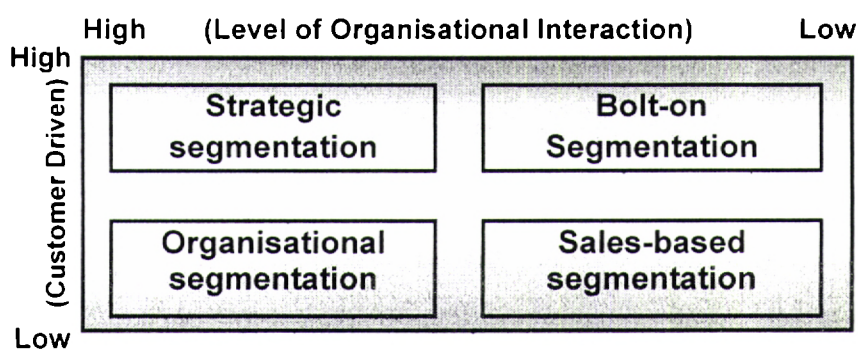 High (Level of Organisational Interaction) Low
High
(Customer Driven)
Strategic
segmentation
Bolt-on
Segmentation
Organisational
segmentation
Sales-based
segmentation
Low